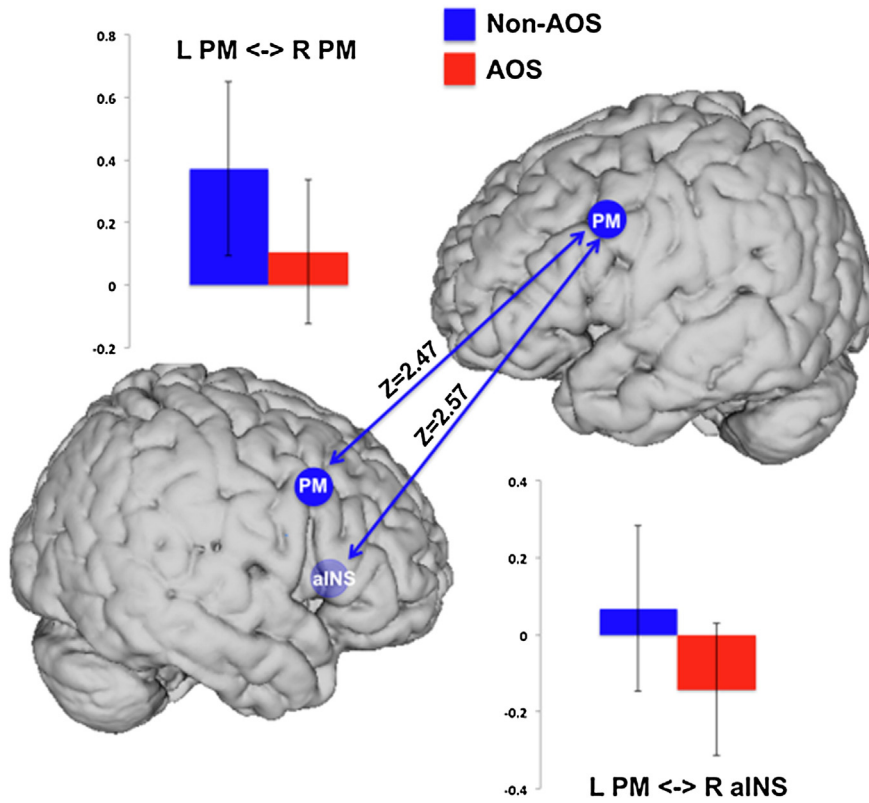 Non-AOS
AOS
L PM <-> R PM
0.8
0.6
0.4
0.2
0
-0.2
PM
Z=2.47
Z=2.57
PM
aINS
0.4
0.2
0
-0.2
-0.4
L PM <-> R aINS